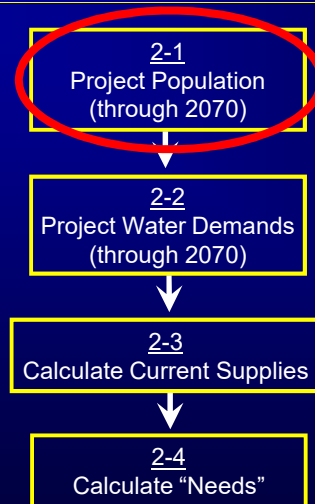 2-1
Project Population
(through 2070)
2-2
Project Water Demands
(through 2070)
2-3
Calculate Current Supplies
2-4
Calculate “Needs”